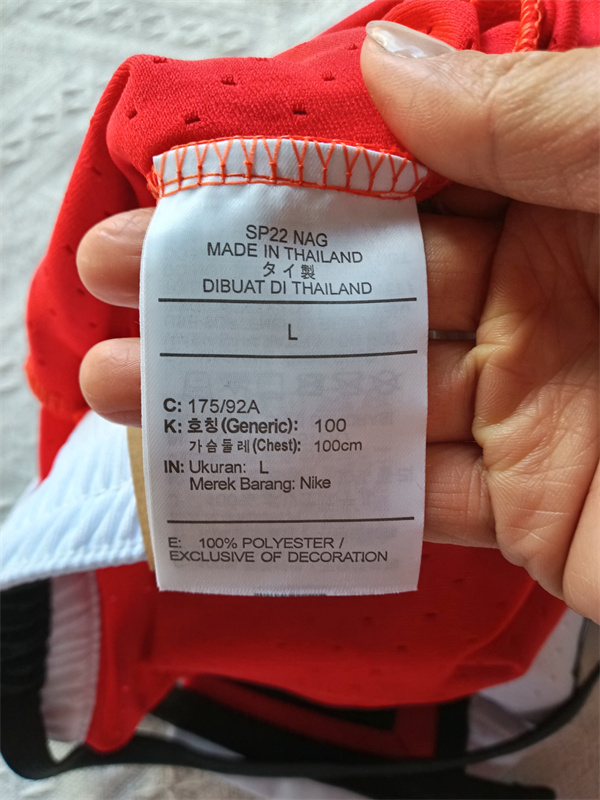 SP22 NAG
MADE IN THAILAND
タイ製
DIBUAT DI THAILAND
L
C: 175/92A
K: 호칭(Generic): 100
가슴둘레(Chest): 100cm
IN: Ukuran: L
Merek Barang: Nike
E: 100% POLYESTER /
EXCLUSIVE OF DECORATION